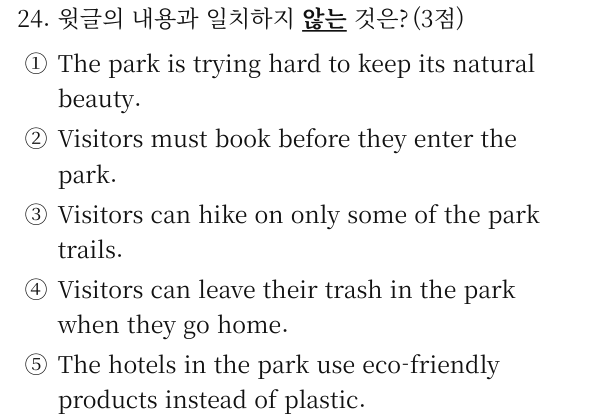 24. 윗글의 내용과 일치하지 않는 것은? (3점)
① The park is trying hard to keep its natural
beauty.
② Visitors must book before they enter the
park.
③ Visitors can hike on only some of the park
trails.
④ Visitors can leave their trash in the park
when they go home.
⑤ The hotels in the park use eco-friendly
products instead of plastic.